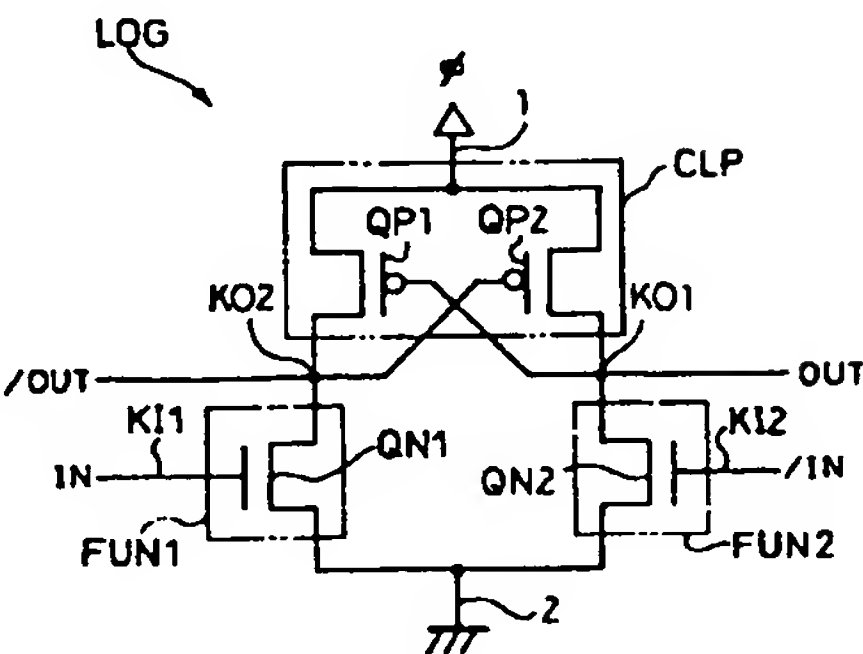 LOG
ø
1
CLP
QP1 QP2
KO2
KO1
/OUT
OUT
KI1
KI2
IN
QN1
QN2
/IN
FUN1
FUN2
2